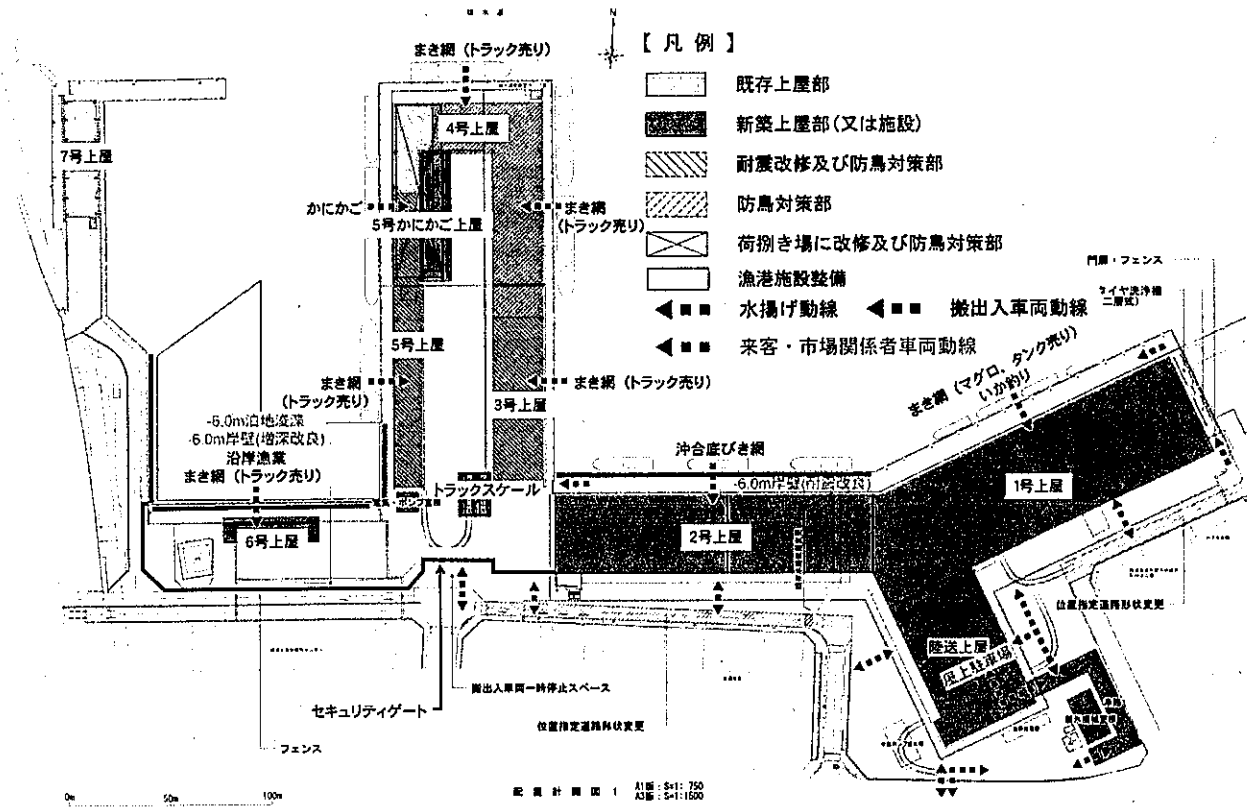 N
【 凡 例 】
既存上屋部
新築上屋部(又は施設)
耐震改修及び防鳥対策部
防鳥対策部
荷捌き場に改修及び防鳥対策部
漁港施設整備
水揚げ動線
搬出入車両動線
来客・市場関係者車両動線
まき網 (トラック売り)
4号上屋
7号上屋
かにかご
5号かにかご上屋
まき網
(トラック売り)
5号上屋
まき網
(トラック売り)
まき網 (トラック売り)
3号上屋
-6.0m泊地浚渫
-6.0m岸壁(増深改良)
沿岸漁業
まき網 (トラック売り)
トラックスケール
6号上屋
沖合底びき網
-6.0m岸壁(耐震改良)
2号上屋
まき網 (マグロ、タンク売り)
いか釣り
1号上屋
門扉・フェンス
タイヤ洗浄機
位置指定道路形状変更
陸送上屋
屋上駐車場
搬出入車両一時停止スペース
セキュリティゲート
位置指定道路形状変更
フェンス
0m
50m
100m
配 置 計 画 図 1
A1版：S=1: 750
A3版：S=1:1500